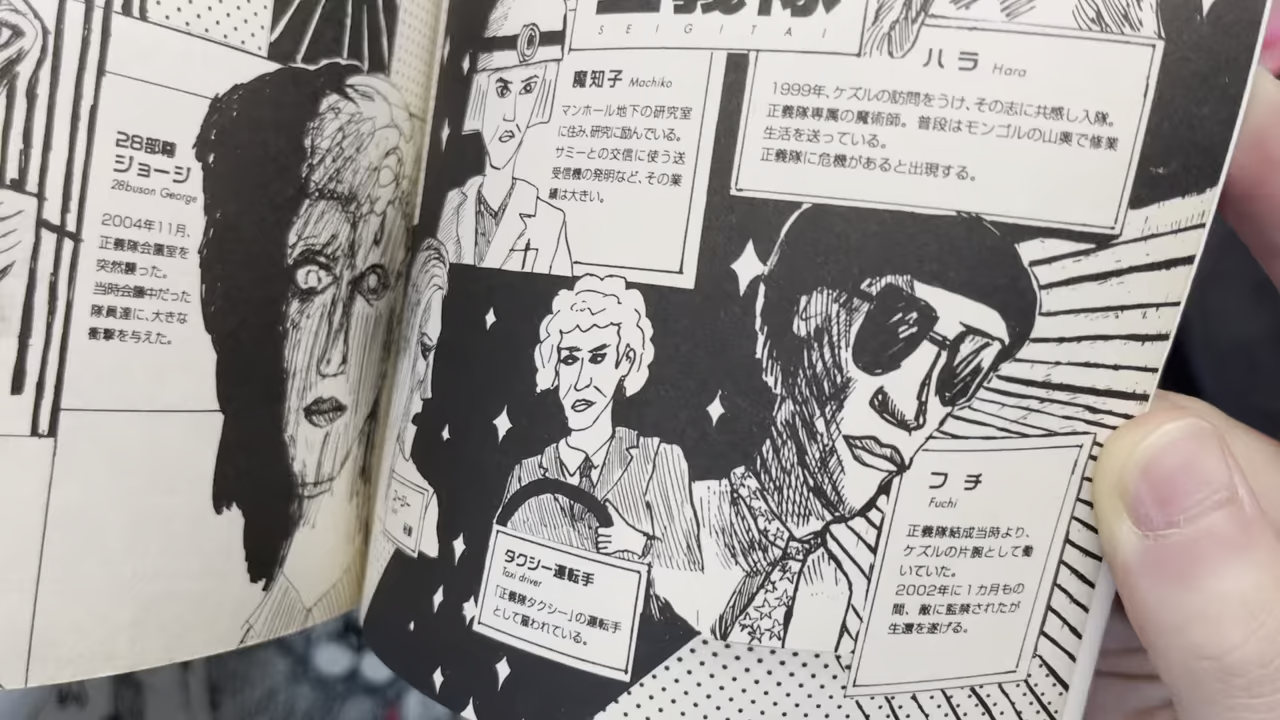 28部尊
ジョージ
28buson George
2004年11月、
正義隊会議室を
突然襲った。
当時会議中だった
隊員達に、大きな
衝撃を与えた。
正義隊
SEIGITAI
魔知子 Machiko
マンホール地下の研究室
に住み、研究に励んでいる。
サミーとの交信に使う送
受信機の発明など、その業
績は大きい。
ハラ Hara
1999年、ケズルの訪問をうけ、その志に共感し入隊。
正義隊専属の魔術師。普段はモンゴルの山奥で修業
生活を送っている。
正義隊に危機があると出現する。
タクシー運転手
Taxi driver
「正義隊タクシー」の運転手
として雇われている。
フチ
Fuchi
正義隊結成当時より、
ケズルの片腕として働
いていた。
2002年に1カ月もの
間、敵に監禁されたが
生還を遂げる。